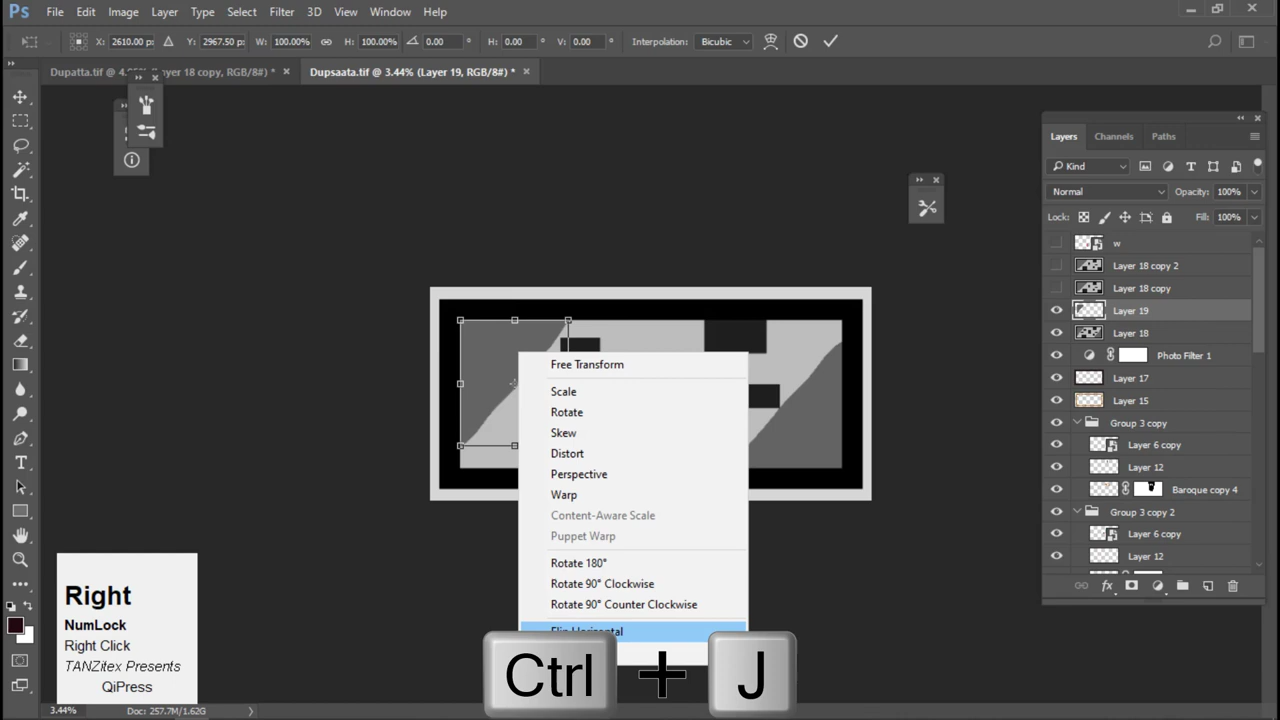 Ps File Edit Image Layer Type Select Filter 3D View Window Help
X: 2610.00 px Y: 2967.50 px W: 100.00% H: 100.00% 0.00 H: 0.00 V: 0.00 Interpolation: Bicubic
Dupatta.tif @ ayer 18 copy, RGB/8#) * × Dupsaata.tif @ 3.44% (Layer 19, RGB/8#) * ×
Layers Channels Paths
Kind
Normal Opacity: 100%
Lock: Fill: 100%
w
Layer 18 copy 2
Layer 18 copy
Layer 19
Layer 18
Photo Filter 1
Layer 17
Layer 15
Group 3 copy
Layer 6 copy
Layer 12
Baroque copy 4
Group 3 copy 2
Layer 6 copy
Layer 12
Free Transform
Scale
Rotate
Skew
Distort
Perspective
Warp
Content-Aware Scale
Puppet Warp
Rotate 180°
Rotate 90° Clockwise
Rotate 90° Counter Clockwise
Flip Horizontal
Ctrl + J
Right
NumLock
Right Click
TANZitex Presents
QiPress
3.44% Doc: 257.7M/1.62G